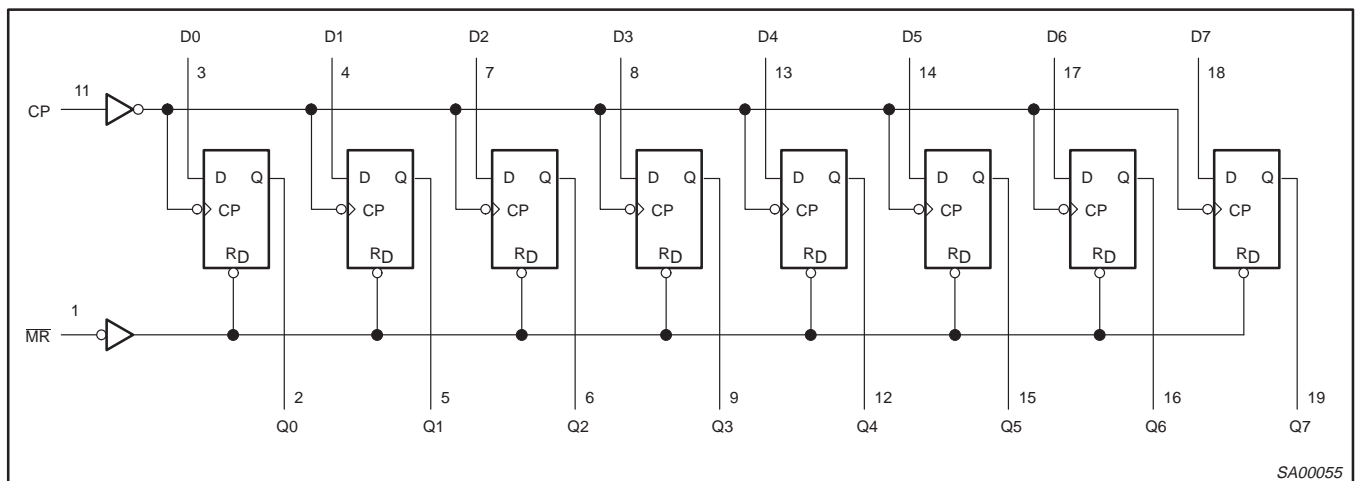 D0 D1 D2 D3 D4 D5 D6 D7
3 4 7 8 13 14 17 18
CP 11
D Q D Q D Q D Q D Q D Q D Q D Q
CP CP CP CP CP CP CP CP
RD RD RD RD RD RD RD RD
1
MR
2 5 6 9 12 15 16 19
Q0 Q1 Q2 Q3 Q4 Q5 Q6 Q7
SA00055